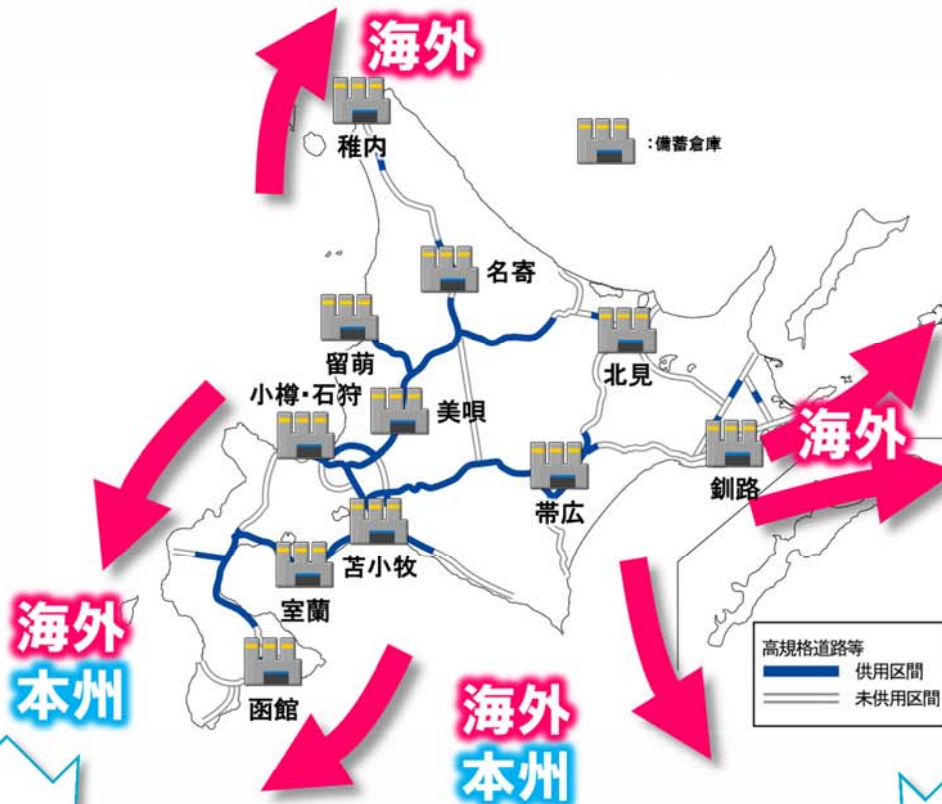 海外
稚内
:備蓄倉庫
名寄
留萌
北見
小樽・石狩
美唄
海外
釧路
帯広
苫小牧
室蘭
海外
本州
函館
海外
本州
高規格道路等
供用区間
未供用区間